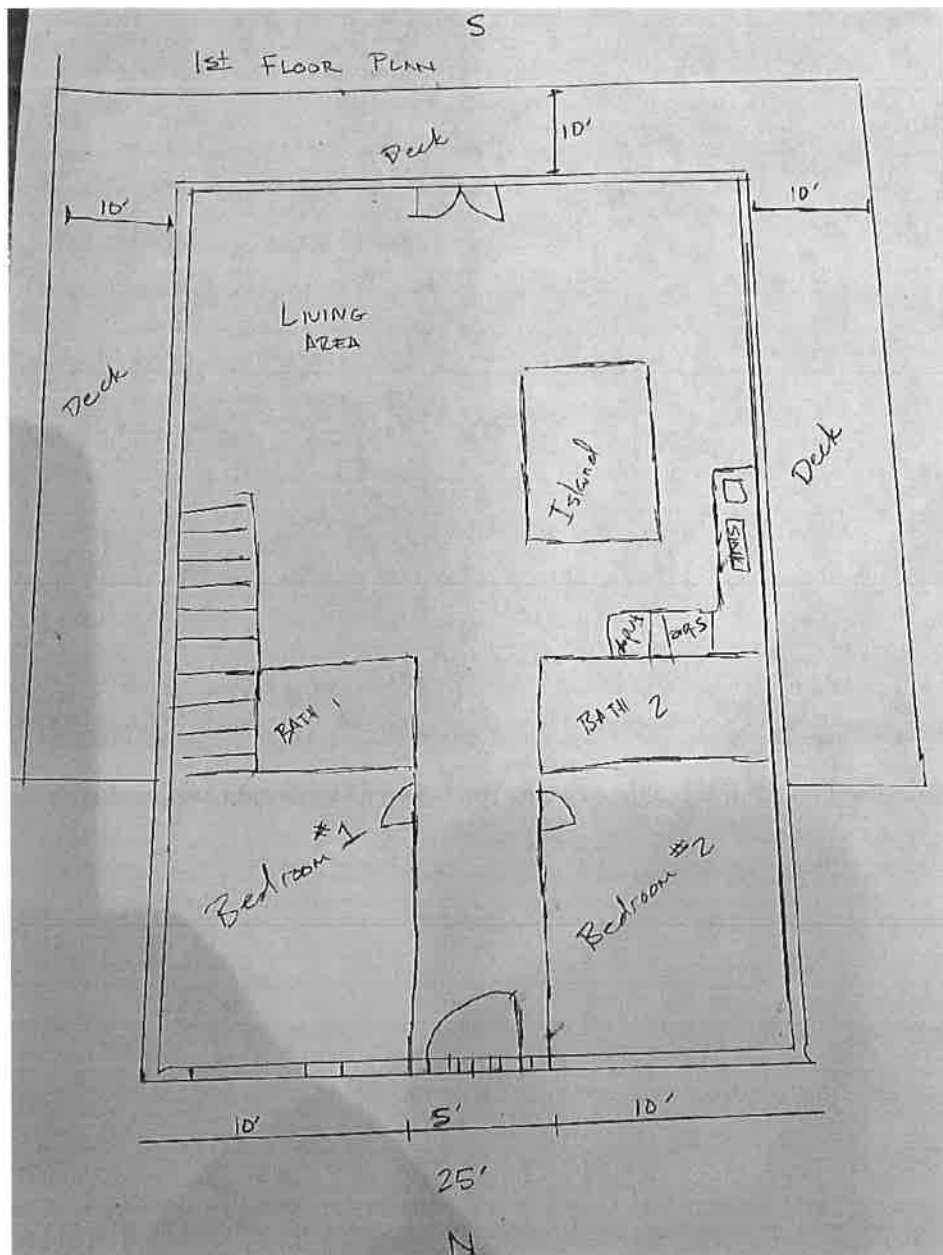 S
1st FLOOR PLAN
Deck
10'
10'
10'
LIVING
AREA
Deck
Island
Deck
SINK
BATH 1
BATH 2
Bedroom #1
Bedroom #2
10'
5'
10'
25'
N